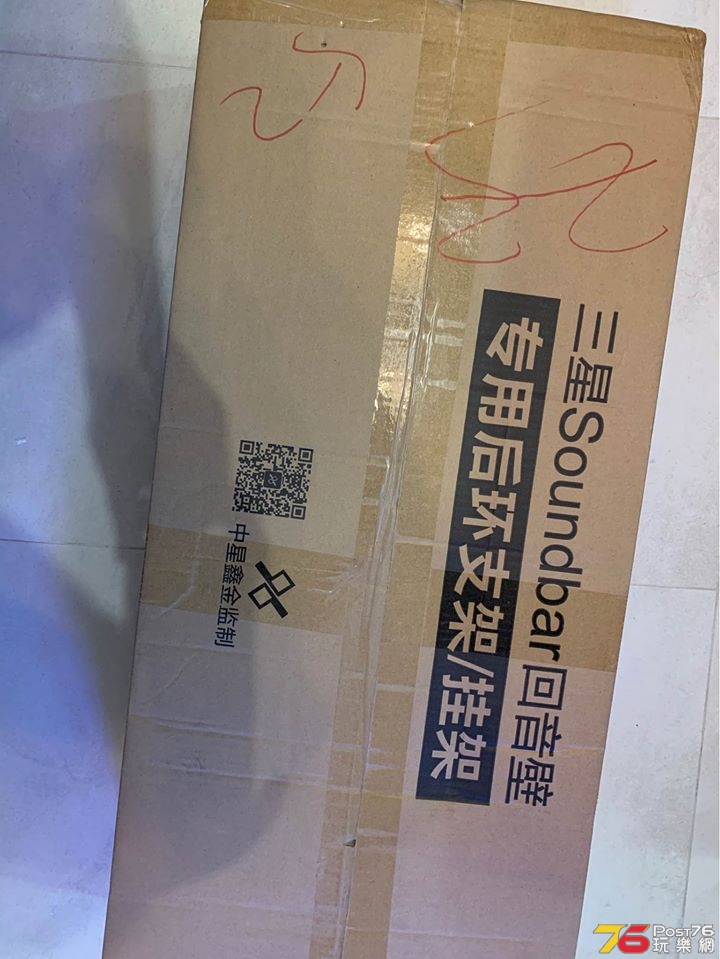 三星Soundbar回音壁
专用后环支架/挂架
中星鑫金监制
76 Post76
玩樂網